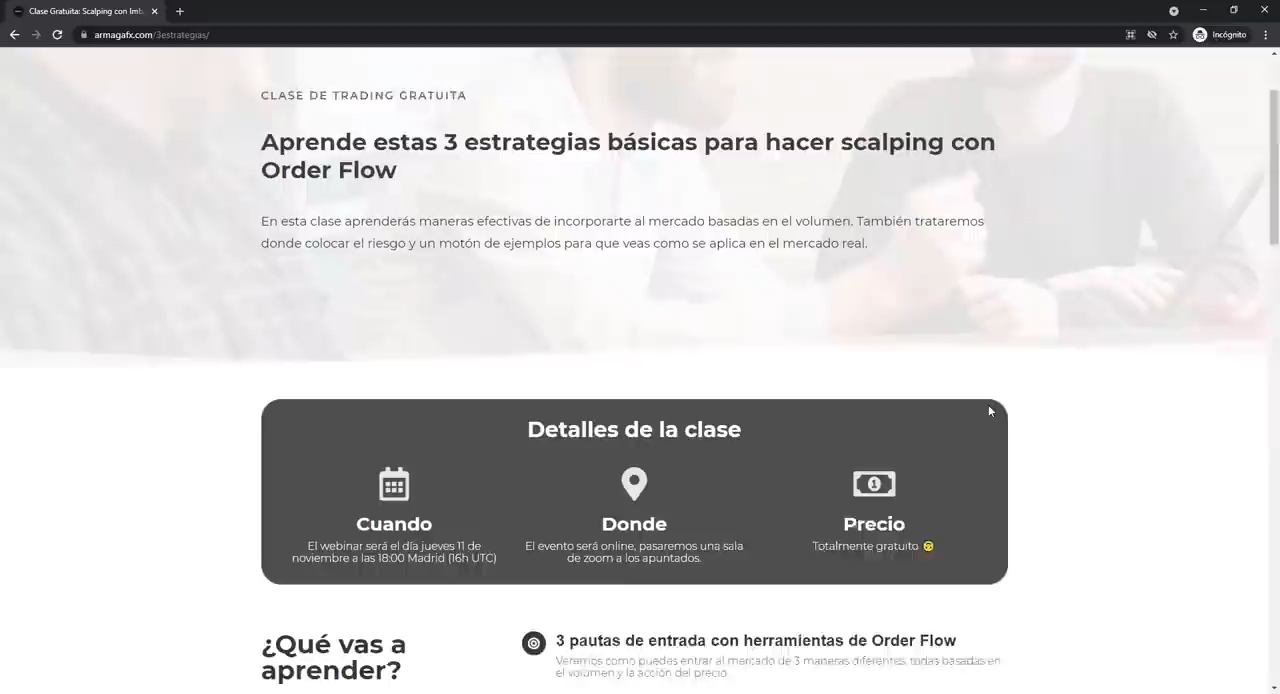 Clase Gratuita: Scalping con Imb
armagafx.com/3estrategias/
Incógnito
CLASE DE TRADING GRATUITA
Aprende estas 3 estrategias básicas para hacer scalping con
Order Flow
En esta clase aprenderás maneras efectivas de incorporarte al mercado basadas en el volumen. También trataremos
donde colocar el riesgo y un motón de ejemplos para que veas como se aplica en el mercado real.
Detalles de la clase
Cuando
El webinar será el día jueves 11 de
noviembre a las 18:00 Madrid (16h UTC)
Donde
El evento será online, pasaremos una sala
de zoom a los apuntados.
Precio
Totalmente gratuito 🙃
¿Qué vas a
aprender?
3 pautas de entrada con herramientas de Order Flow
Veremos como puedes entrar al mercado de 3 maneras diferentes, todas basadas en
el volumen y la acción del precio.